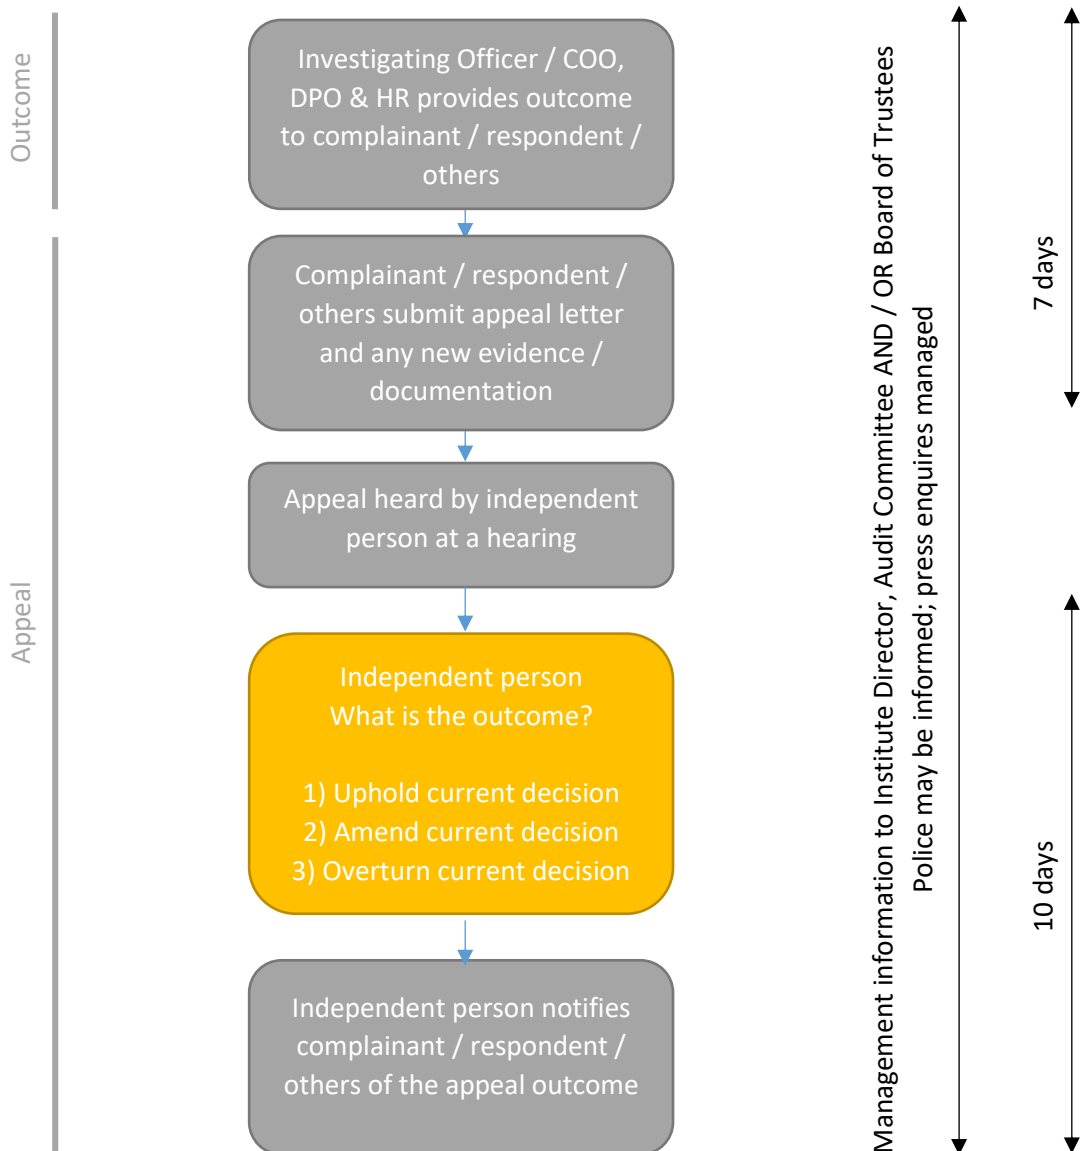 Outcome
Investigating Officer / COO,
DPO & HR provides outcome
to complainant / respondent /
others
Appeal
Complainant / respondent /
others submit appeal letter
and any new evidence /
documentation
Appeal heard by independent
person at a hearing
Independent person
What is the outcome?
1) Uphold current decision
2) Amend current decision
3) Overturn current decision
Independent person notifies
complainant / respondent /
others of the appeal outcome
Management information to Institute Director, Audit Committee AND / OR Board of Trustees
Police may be informed; press enquires managed
7 days
10 days